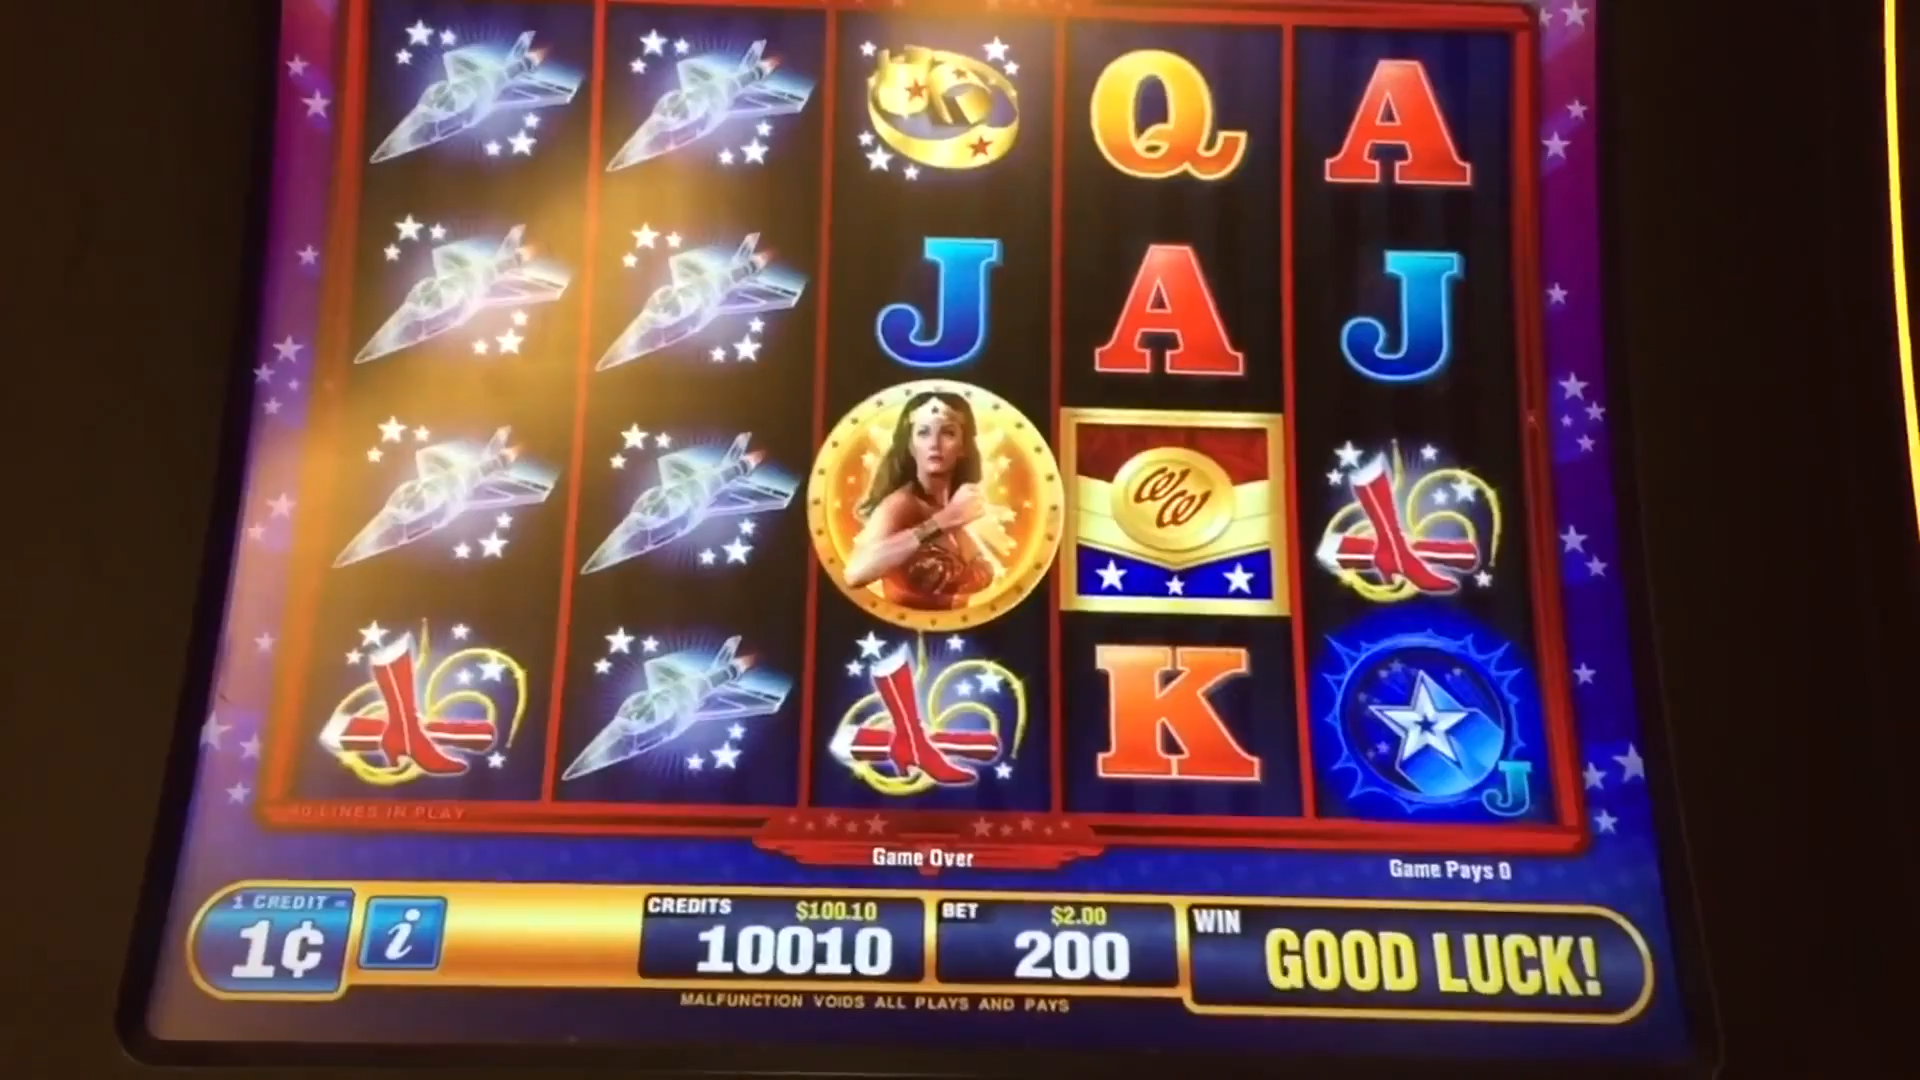 Q A
J A J
WW
K J
40 LINES IN PLAY
Game Over
Game Pays 0
1 CREDIT =
1¢
i
CREDITS $100.10
10010
BET $2.00
200
WIN GOOD LUCK!
MALFUNCTION VOIDS ALL PLAYS AND PAYS